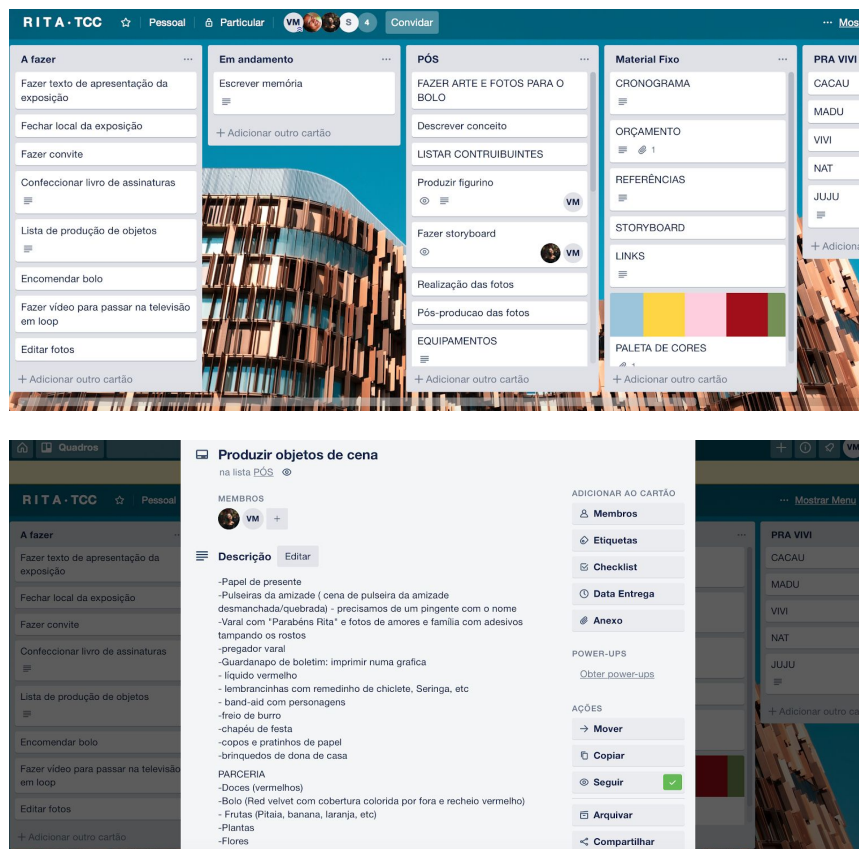 RITA · TCC
Pessoal
Particular
VM
S
4
Convidar
···
A fazer
···
Fazer texto de apresentação da
exposição
Fechar local da exposição
Fazer convite
Confeccionar livro de assinaturas
Lista de produção de objetos
Encomendar bolo
Fazer vídeo para passar na televisão
em loop
Editar fotos
+ Adicionar outro cartão
Em andamento
···
Escrever memória
+ Adicionar outro cartão
PÓS
···
FAZER ARTE E FOTOS PARA O
BOLO
Descrever conceito
LISTAR CONTRUIBUINTES
Produzir figurino
VM
Fazer storyboard
VM
Realização das fotos
Pós-producao das fotos
EQUIPAMENTOS
+ Adicionar outro cartão
Material Fixo
···
CRONOGRAMA
ORÇAMENTO
1
REFERÊNCIAS
STORYBOARD
LINKS
PALETA DE CORES
1
+ Adicionar outro cartão
PRA VIVI
CACAU
MADU
VIVI
NAT
JUJU
Quadros
VM
RITA · TCC
Pessoal
··· Mostrar Menu
A fazer
Fazer texto de apresentação da
exposição
Fechar local da exposição
Fazer convite
Confeccionar livro de assinaturas
Lista de produção de objetos
Encomendar bolo
Fazer vídeo para passar na televisão
em loop
Editar fotos
+ Adicionar outro cartão
Produzir objetos de cena
na lista PÓS
MEMBROS
VM
+
Descrição
Editar
-Papel de presente
-Pulseiras da amizade ( cena de pulseira da amizade
desmanchada/quebrada) - precisamos de um pingente com o nome
-Varal com "Parabéns Rita" e fotos de amores e família com adesivos
tampando os rostos
-pregador varal
-Guardanapo de boletim: imprimir numa grafica
- líquido vermelho
- lembrancinhas com remedinho de chiclete, Seringa, etc
- band-aid com personagens
-freio de burro
-chapéu de festa
-copos e pratinhos de papel
-brinquedos de dona de casa
PARCERIA
-Doces (vermelhos)
-Bolo (Red velvet com cobertura colorida por fora e recheio vermelho)
- Frutas (Pitaia, banana, laranja, etc)
-Plantas
-Flores
ADICIONAR AO CARTÃO
Membros
Etiquetas
Checklist
Data Entrega
Anexo
POWER-UPS
Obter power-ups
AÇÕES
Mover
Copiar
Seguir
Arquivar
Compartilhar
···
PRA VIVI
CACAU
MADU
VIVI
NAT
JUJU